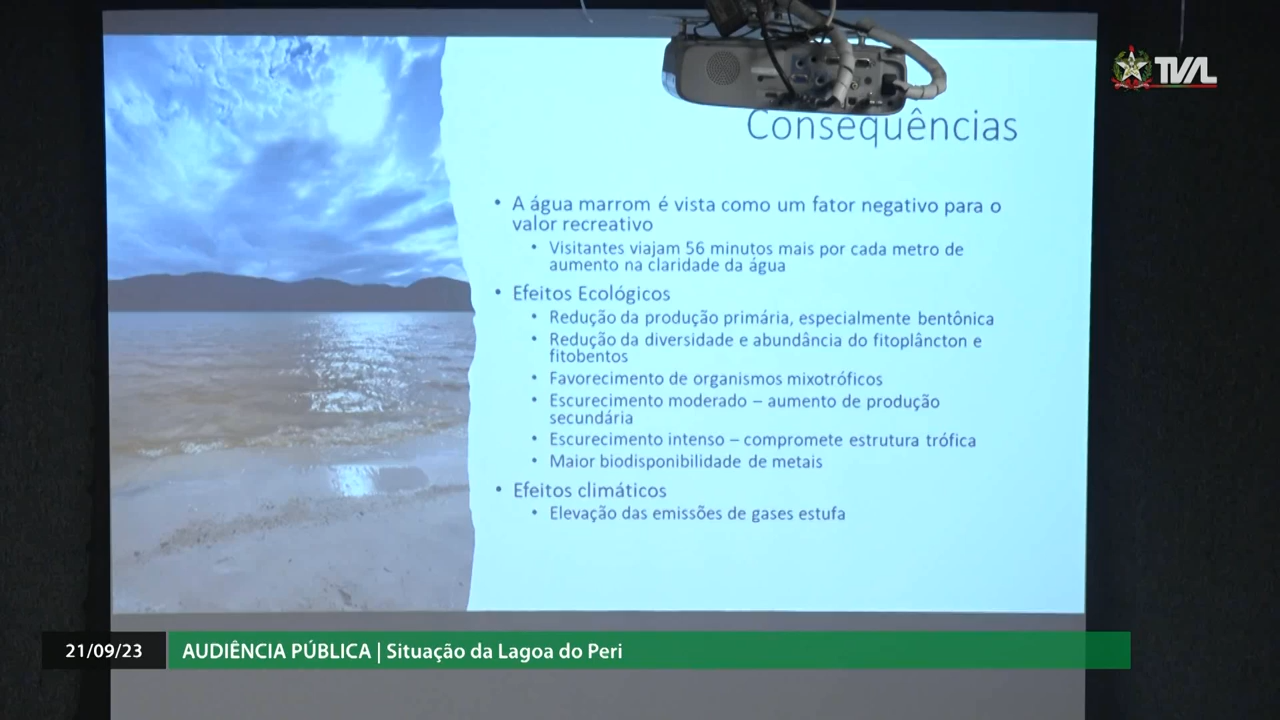 TVAL
Consequências
• A água marrom é vista como um fator negativo para o
valor recreativo
• Visitantes viajam 56 minutos mais por cada metro de
aumento na claridade da água
• Efeitos Ecológicos
• Redução da produção primária, especialmente bentônica
• Redução da diversidade e abundância do fitoplâncton e
fitobentos
• Favorecimento de organismos mixotróficos
• Escurecimento moderado – aumento de produção
secundária
• Escurecimento intenso – compromete estrutura trófica
• Maior biodisponibilidade de metais
• Efeitos climáticos
• Elevação das emissões de gases estufa
21/09/23 AUDIÊNCIA PÚBLICA | Situação da Lagoa do Peri